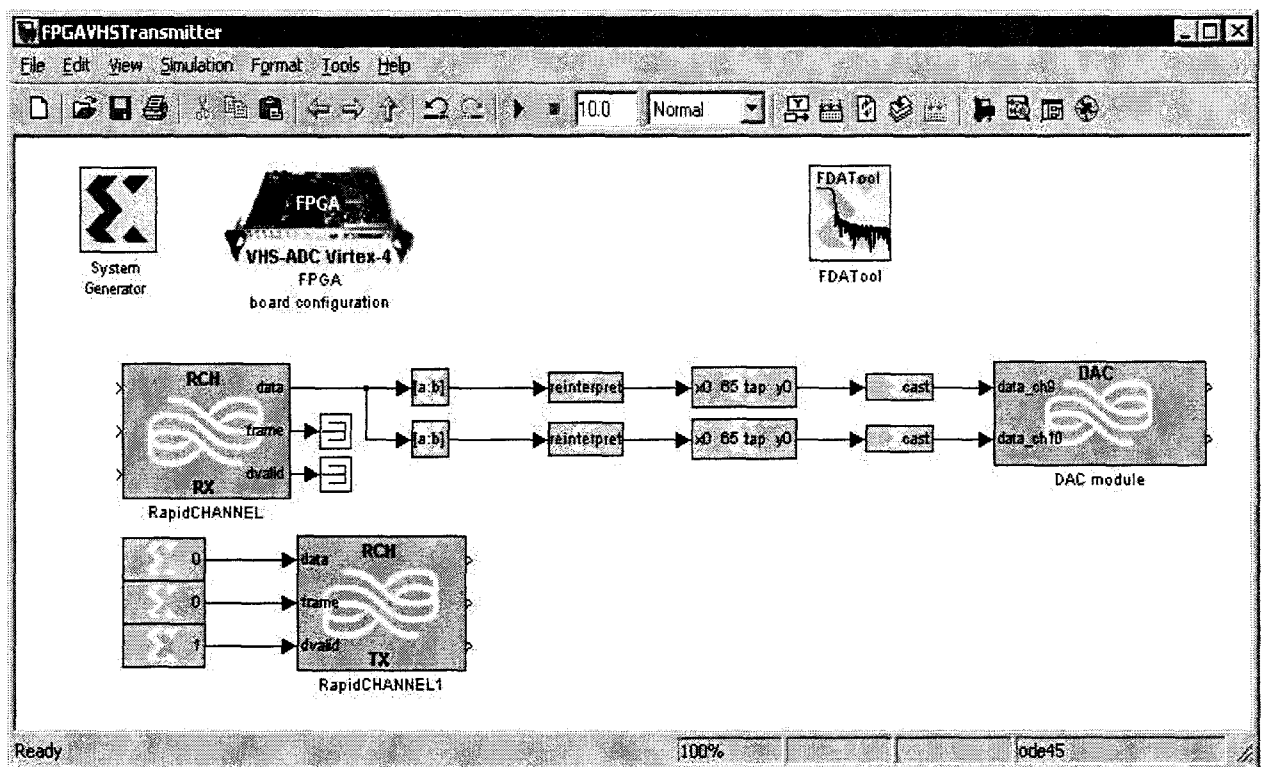 FPGAVHSTransmitter
File Edit View Simulation Format Tools Help
10.0 Normal
FDATool
FPGA
VHS-ADC Virtex-4
System
Generator
FPGA
board configuration
FDATool
RCH
data
frame
dvalid
RX
RapidCHANNEL
[a:b] reinterpret x0 65 tap y0 cast
[a:b] reinterpret x0 65 tap y0 cast
DAC
data_ch9
data_ch10
DAC module
0
0
1
RCH
data
frame
dvalid
TX
RapidCHANNEL1
Ready 100% ode45